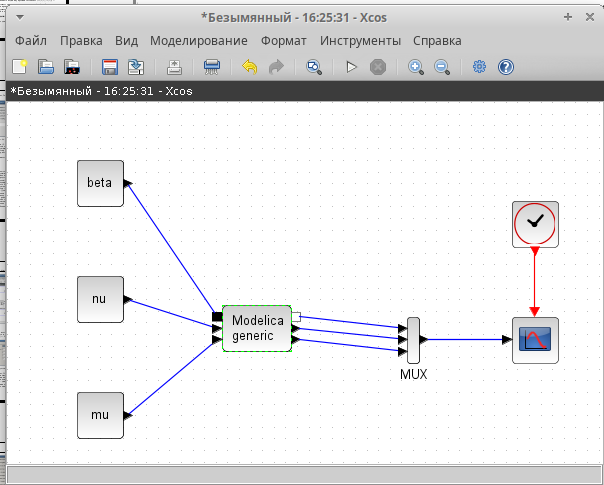 *Безымянный - 16:25:31 - Xcos
Файл Правка Вид Моделирование Формат Инструменты Справка
*Безымянный - 16:25:31 - Xcos
beta
nu
Modelica
generic
MUX
mu